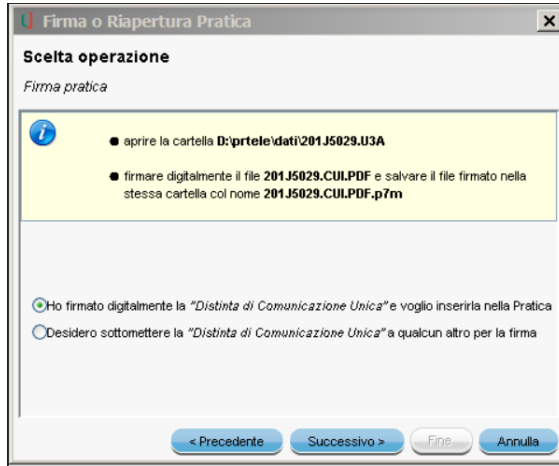 Firma o Riapertura Pratica
Scelta operazione
Firma pratica
aprire la cartella D:\prtele\dati\201J5029.U3A
firmare digitalmente il file 201J5029.CUI.PDF e salvare il file firmato nella
stessa cartella col nome 201J5029.CUI.PDF.p7m
Ho firmato digitalmente la "Distinta di Comunicazione Unica" e voglio inserirla nella Pratica
Desidero sottomettere la "Distinta di Comunicazione Unica" a qualcun altro per la firma
< Precedente Successivo > Fine Annulla